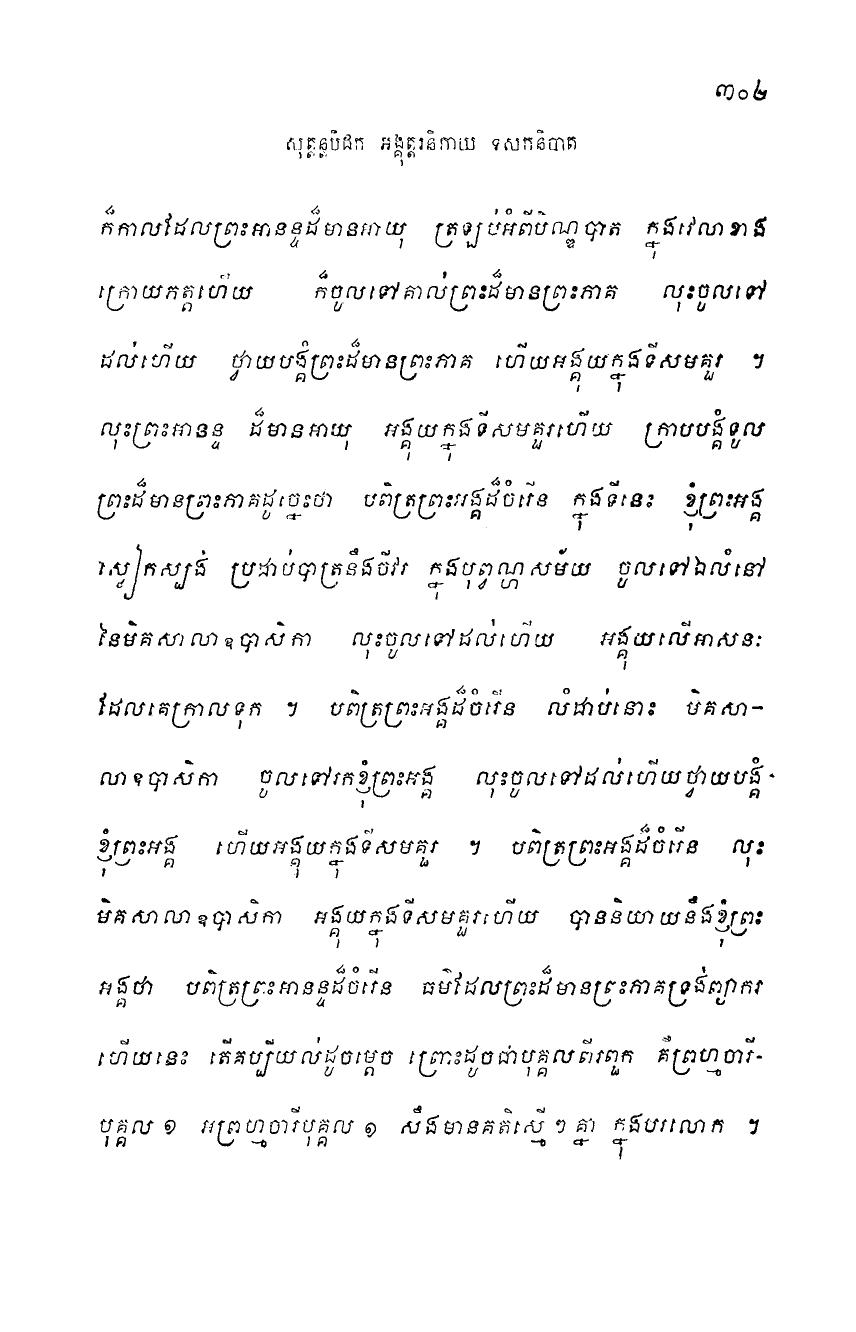 ៣០៤
សុត្តន្តបិដក អង្គុត្តរនិកាយ ទសកនិបាត
ក៏កាលដែលព្រះអានន្ទដ៏មានអាយុ ត្រឡប់អំពីបិណ្ឌបាត ក្នុងវេលាខាង
ក្រោយភត្តហើយ ក៏ចូលទៅគាល់ព្រះដ៏មានព្រះភាគ លុះចូលទៅ
ដល់ហើយ ថ្វាយបង្គំព្រះដ៏មានព្រះភាគ ហើយអង្គុយក្នុងទីសមគួរ ។
លុះព្រះអានន្ទ ដ៏មានអាយុ អង្គុយក្នុងទីសមគួរហើយ ក្រាបបង្គំទូល
ព្រះដ៏មានព្រះភាគដូច្នេះថា បពិត្រព្រះអង្គដ៏ចំរើន ក្នុងទីនេះ ខ្ញុំព្រះអង្គ
ស្លៀកស្បង់ ប្រដាប់បាត្រនឹងចីវរ ក្នុងបុព្វណ្ហសម័យ ចូលទៅឯលំនៅ
នៃមិគសាលាឧបាសិកា លុះចូលទៅដល់ហើយ អង្គុយលើអាសនៈ
ដែលគេក្រាលទុក ។ បពិត្រព្រះអង្គដ៏ចំរើន លំដាប់នោះ មិគសា-
លាឧបាសិកា ចូលទៅរកខ្ញុំព្រះអង្គ លុះចូលទៅដល់ហើយថ្វាយបង្គំ
ខ្ញុំព្រះអង្គ ហើយអង្គុយក្នុងទីសមគួរ ។ បពិត្រព្រះអង្គដ៏ចំរើន លុះ
មិគសាលាឧបាសិកា អង្គុយក្នុងទីសមគួរហើយ បាននិយាយនឹងខ្ញុំព្រះ
អង្គថា បពិត្រព្រះអានន្ទដ៏ចំរើន ធម៌ដែលព្រះដ៏មានព្រះភាគទ្រង់ព្យាករ
ហើយនេះ តើគប្បីយល់ដូចម្តេច ព្រោះដូចជាបុគ្គលពីរពួក គឺព្រហ្មចារី-
បុគ្គល ១ អព្រហ្មចារីបុគ្គល ១ សឹងមានគតិស្មើ ៗ គ្នា ក្នុងបរលោក ។